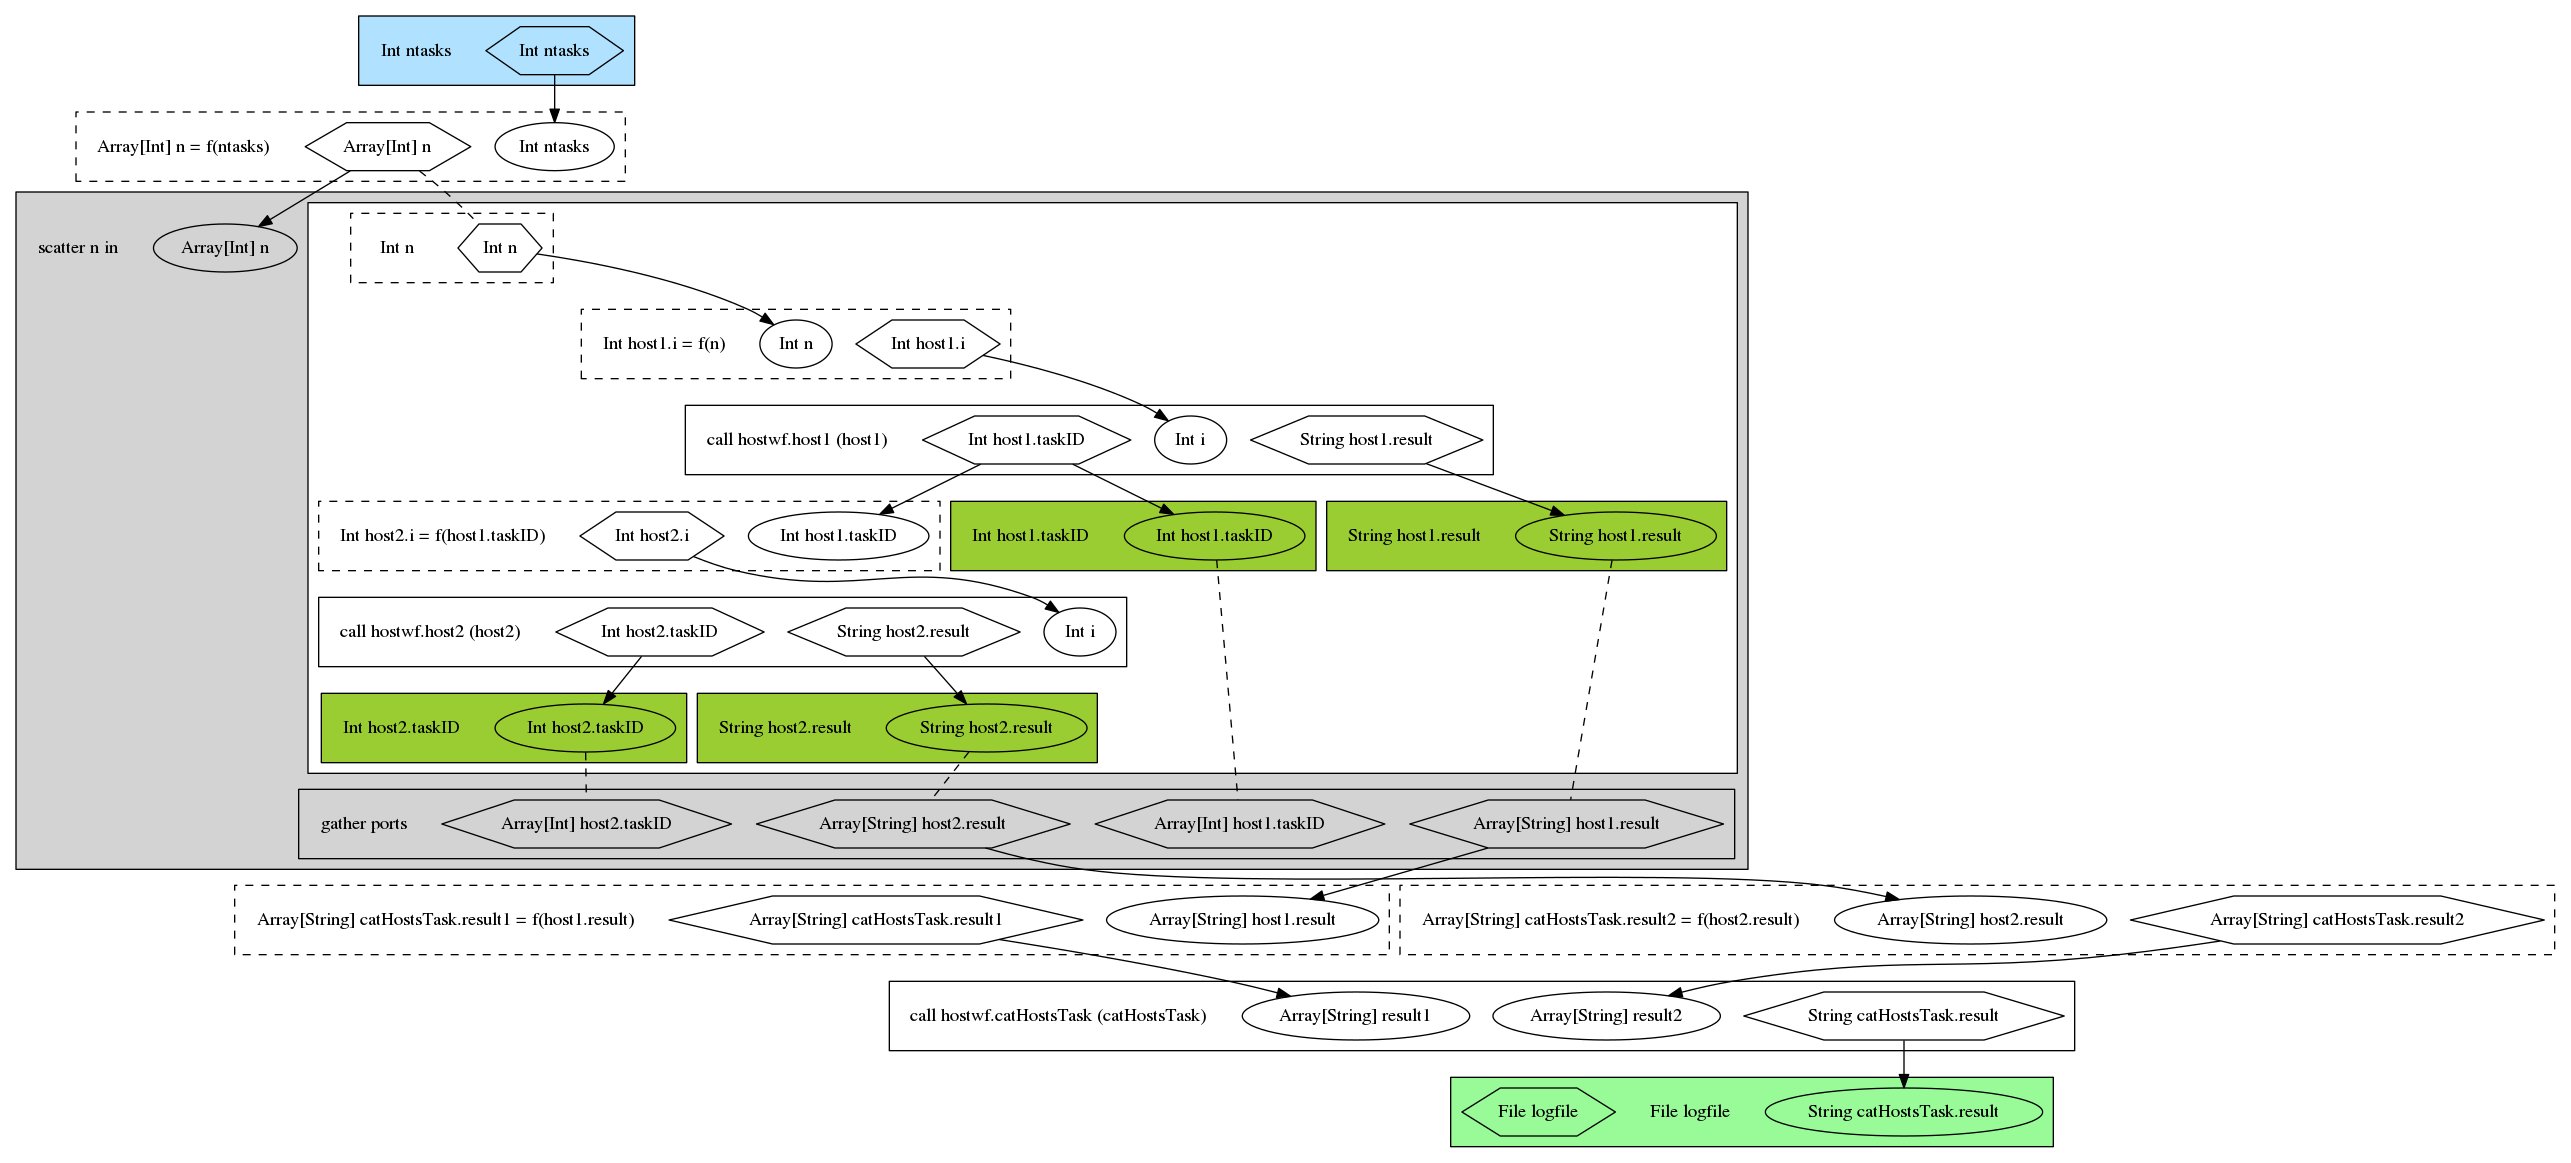 Int ntasks
Int ntasks
Array[Int] n = f(ntasks)
Array[Int] n
Int ntasks
scatter n in
Array[Int] n
Int n
Int n
Int host1.i = f(n)
Int n
Int host1.i
call hostwf.host1 (host1)
Int host1.taskID
Int i
String host1.result
Int host2.i = f(host1.taskID)
Int host2.i
Int host1.taskID
Int host1.taskID
Int host1.taskID
String host1.result
String host1.result
call hostwf.host2 (host2)
Int host2.taskID
String host2.result
Int i
Int host2.taskID
Int host2.taskID
String host2.result
String host2.result
gather ports
Array[Int] host2.taskID
Array[String] host2.result
Array[Int] host1.taskID
Array[String] host1.result
Array[String] catHostsTask.result1 = f(host1.result)
Array[String] catHostsTask.result1
Array[String] host1.result
Array[String] catHostsTask.result2 = f(host2.result)
Array[String] host2.result
Array[String] catHostsTask.result2
call hostwf.catHostsTask (catHostsTask)
Array[String] result1
Array[String] result2
String catHostsTask.result
File logfile
File logfile
String catHostsTask.result